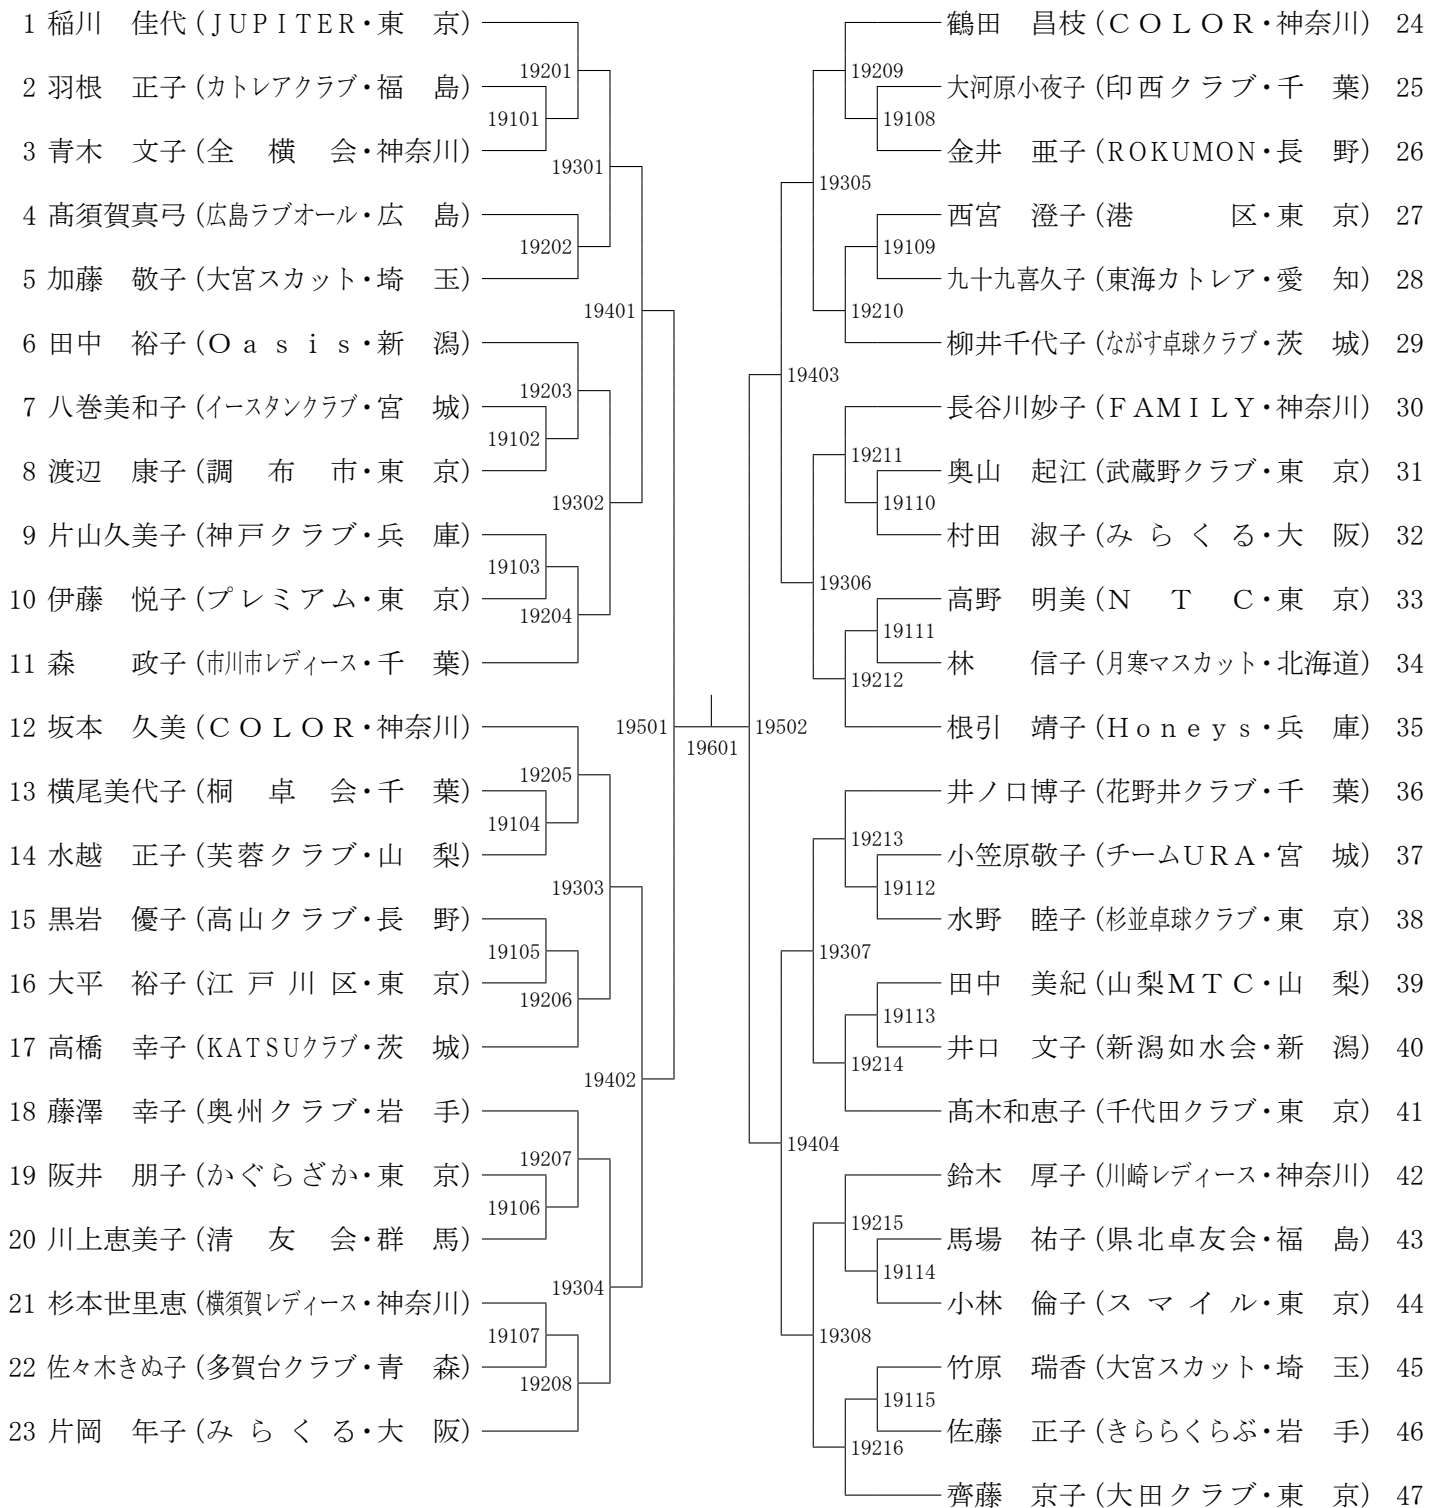 1 稲川　佳代 (JUPITER・東　京)
19201
2 羽根　正子 (カトレアクラブ・福　島)
19101
3 青木　文子 (全　横　会・神奈川)
19301
4 髙須賀真弓 (広島ラブオール・広　島)
19202
5 加藤　敬子 (大宮スカット・埼　玉)
19401
6 田中　裕子 (Oasis・新　潟)
19203
7 八巻美和子 (イースタンクラブ・宮　城)
19102
8 渡辺　康子 (調　布　市・東　京)
19302
9 片山久美子 (神戸クラブ・兵　庫)
19103
10 伊藤　悦子 (プレミアム・東　京)
19204
11 森　　政子 (市川市レディース・千　葉)
12 坂本　久美 (COLOR・神奈川)
19501
19205
13 横尾美代子 (桐　卓　会・千　葉)
19104
14 水越　正子 (芙蓉クラブ・山　梨)
19303
15 黒岩　優子 (高山クラブ・長　野)
19105
16 大平　裕子 (江戸川区・東　京)
19206
17 高橋　幸子 (KATSUクラブ・茨　城)
19402
18 藤澤　幸子 (奥州クラブ・岩　手)
19207
19 阪井　朋子 (かぐらざか・東　京)
19106
20 川上恵美子 (清　友　会・群　馬)
19304
21 杉本世里恵 (横須賀レディース・神奈川)
19107
22 佐々木きぬ子 (多賀台クラブ・青　森)
19208
23 片岡　年子 (みらくる・大　阪)
19601
鶴田　昌枝 (COLOR・神奈川) 24
19209
大河原小夜子 (印西クラブ・千　葉) 25
19108
金井　亜子 (ROKUMON・長　野) 26
19305
西宮　澄子 (港　　区・東　京) 27
19109
九十九喜久子 (東海カトレア・愛　知) 28
19210
柳井千代子 (ながす卓球クラブ・茨　城) 29
19403
長谷川妙子 (FAMILY・神奈川) 30
19211
奥山　起江 (武蔵野クラブ・東　京) 31
19110
村田　淑子 (みらくる・大　阪) 32
19306
高野　明美 (NTC・東　京) 33
19111
林　　信子 (月寒マスカット・北海道) 34
19212
19502
根引　靖子 (Honeys・兵　庫) 35
井ノ口博子 (花野井クラブ・千　葉) 36
19213
小笠原敬子 (チームURA・宮　城) 37
19112
水野　睦子 (杉並卓球クラブ・東　京) 38
19307
田中　美紀 (山梨MTC・山　梨) 39
19113
井口　文子 (新潟如水会・新　潟) 40
19214
髙木和恵子 (千代田クラブ・東　京) 41
19404
鈴木　厚子 (川崎レディース・神奈川) 42
19215
馬場　祐子 (県北卓友会・福　島) 43
19114
小林　倫子 (スマイル・東　京) 44
19308
竹原　瑞香 (大宮スカット・埼　玉) 45
19115
佐藤　正子 (きららくらぶ・岩　手) 46
19216
齊藤　京子 (大田クラブ・東　京) 47